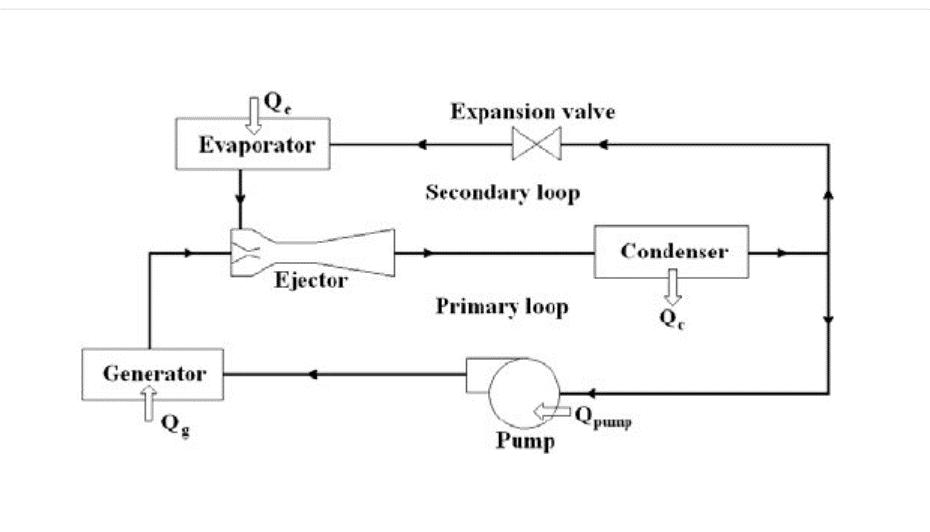 Qe
Expansion valve
Evaporator
Secondary loop
Condenser
Ejector
Primary loop
Qc
Generator
Qg
Qpump
Pump